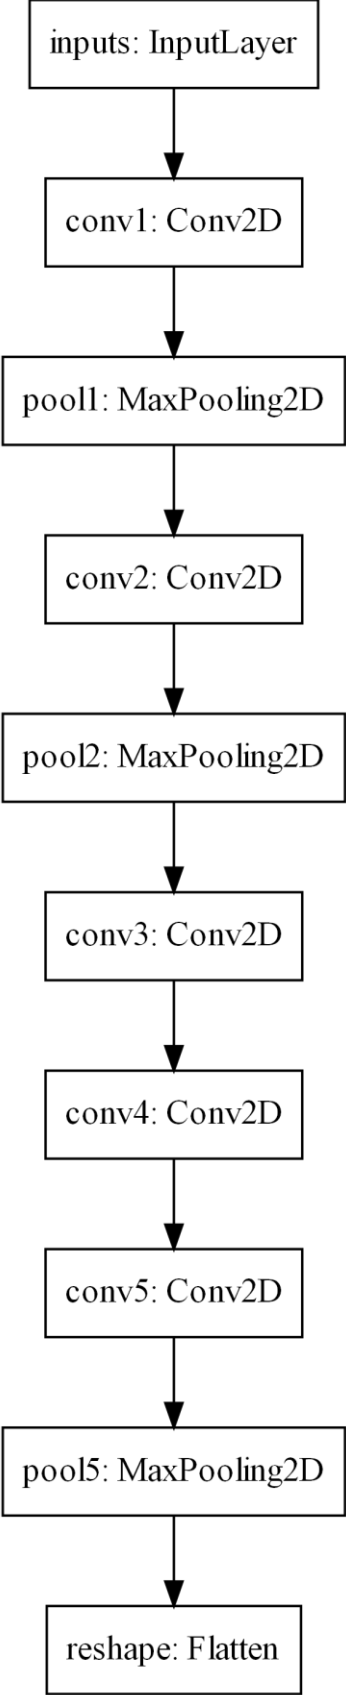 inputs: InputLayer
conv1: Conv2D
pool1: MaxPooling2D
conv2: Conv2D
pool2: MaxPooling2D
conv3: Conv2D
conv4: Conv2D
conv5: Conv2D
pool5: MaxPooling2D
reshape: Flatten